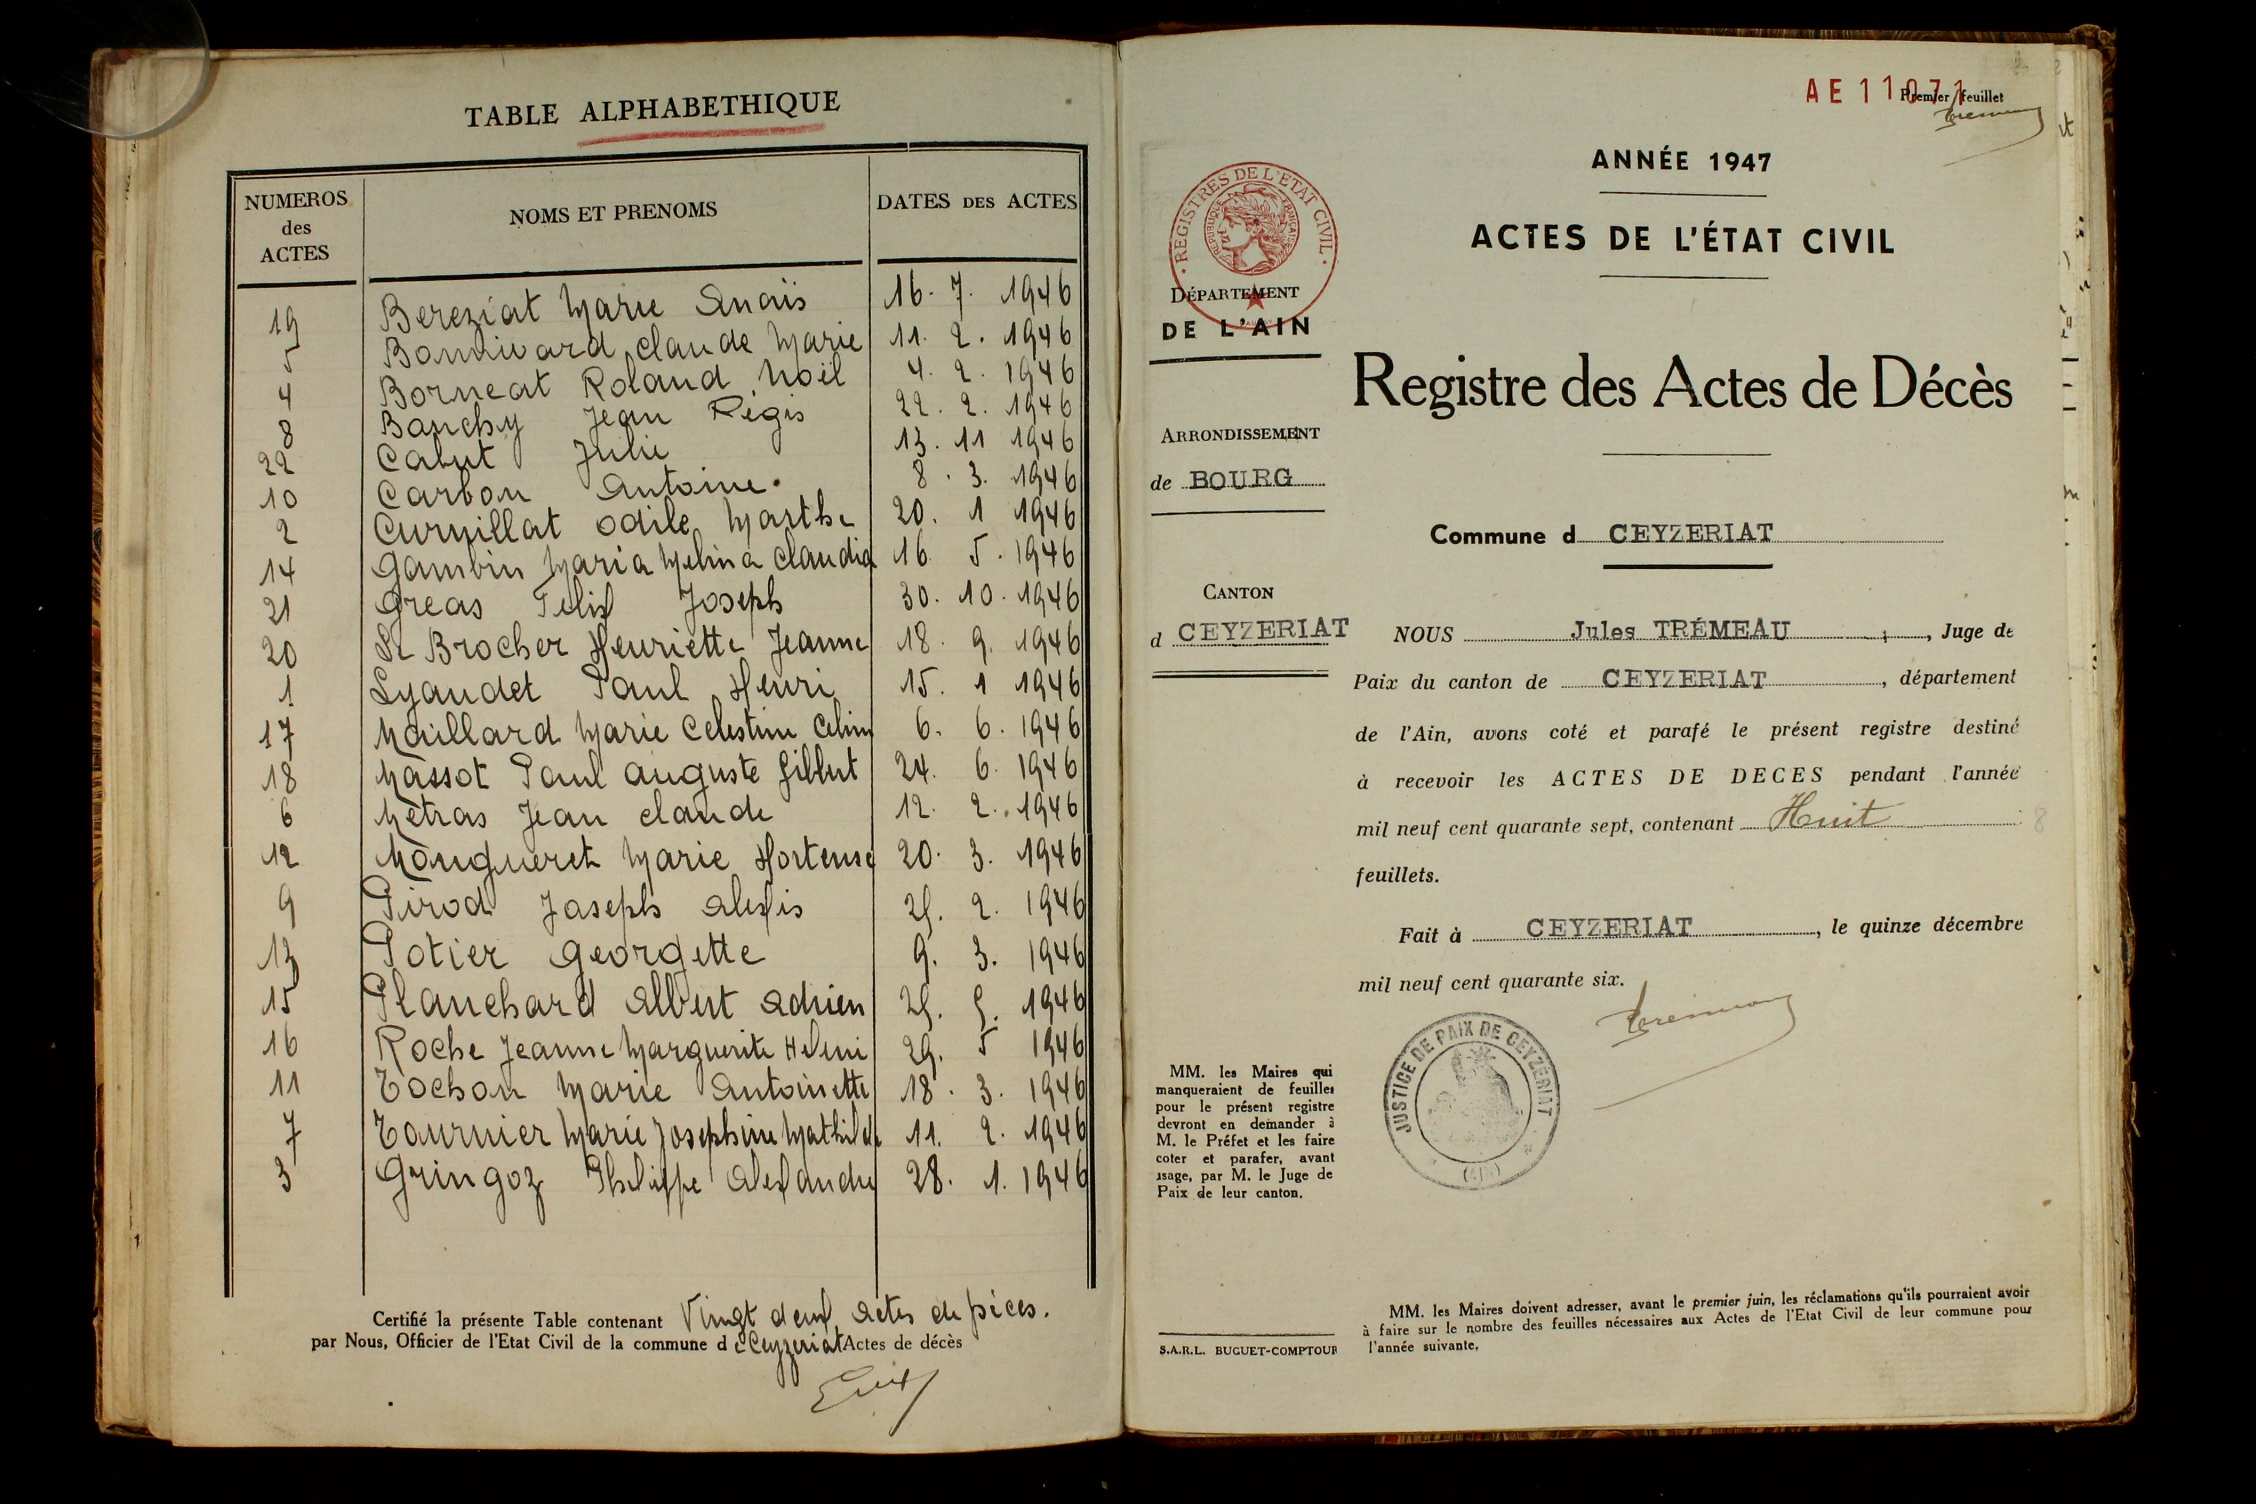 TABLE ALPHABETHIQUE
NUMEROS des ACTES NOMS ET PRENOMS DATES DES ACTES
19 Bereziat Marie Anaïs 16. 7. 1946
5 Bonnivard Claude Marie 11. 2. 1946
4 Borneat Roland Noël 4. 2. 1946
8 Banchy Jean Régis 22. 2. 1946
22 Calut Julie 13. 11 1946
10 Carbon Antoine. 8. 3. 1946
2 Curnillat Odile Marthe 20. 1 1946
14 Gambin Maria Melina Claudia 16. 5. 1946
21 Greas Felix Joseph 30. 10. 1946
20 Le Brocher Henriette Jeanne 18. 9. 1946
1 Lyaudet Paul Henri 15. 1 1946
17 Maillard Marie Celestine 6. 6. 1946
18 Massot Paul Auguste Gilbert 24. 6. 1946
6 Métras Jean Claude 12. 2. 1946
12 Mongueret Marie Hortense 20. 3. 1946
9 Pirod Joseph Alexis 25. 2. 1946
13 Potier Georgette 9. 3. 1946
15 Planchard Albert Adrien 25. 5. 1946
16 Roche Jeanne Marguerite 29. 5 1946
11 Tochon Marie Antoinette 18. 3. 1946
7 Tournier Marie Josephine Mathilde 11. 2. 1946
3 Gringoz Philippe Alexandre 28. 1. 1946
Certifié la présente Table contenant Vingt deux actes de
par Nous, Officier de l'Etat Civil de la commune de Ceyzeriat Actes de décès
AE 11071
Premier feuillet
ANNÉE 1947
ACTES DE L'ÉTAT CIVIL
· REGISTRES DE L'ETAT CIVIL ·
REPUBLIQUE FRANÇAISE
DÉPARTEMENT
DE L'AIN
Registre des Actes de Décès
ARRONDISSEMENT
de BOURG
Commune d CEYZERIAT
CANTON
d CEYZERIAT
NOUS Jules TRÉMEAU ; , Juge de
Paix du canton de CEYZERIAT , département
de l'Ain, avons coté et parafé le présent registre destiné
à recevoir les ACTES DE DECES pendant l'année
mil neuf cent quarante sept, contenant Huit 8
feuillets.
Fait à CEYZERIAT , le quinze décembre
mil neuf cent quarante six.
JUSTICE DE PAIX DE CEYZERIAT
(AIN)
MM. les Maires qui
manqueraient de feuilles
pour le présent registre
devront en demander à
M. le Préfet et les faire
coter et parafer, avant
usage, par M. le Juge de
Paix de leur canton.
S.A.R.L. BUGUET-COMPTOUR
MM. les Maires doivent adresser, avant le premier juin, les réclamations qu'ils pourraient avoir
à faire sur le nombre des feuilles nécessaires aux Actes de l'Etat Civil de leur commune pour
l'année suivante.